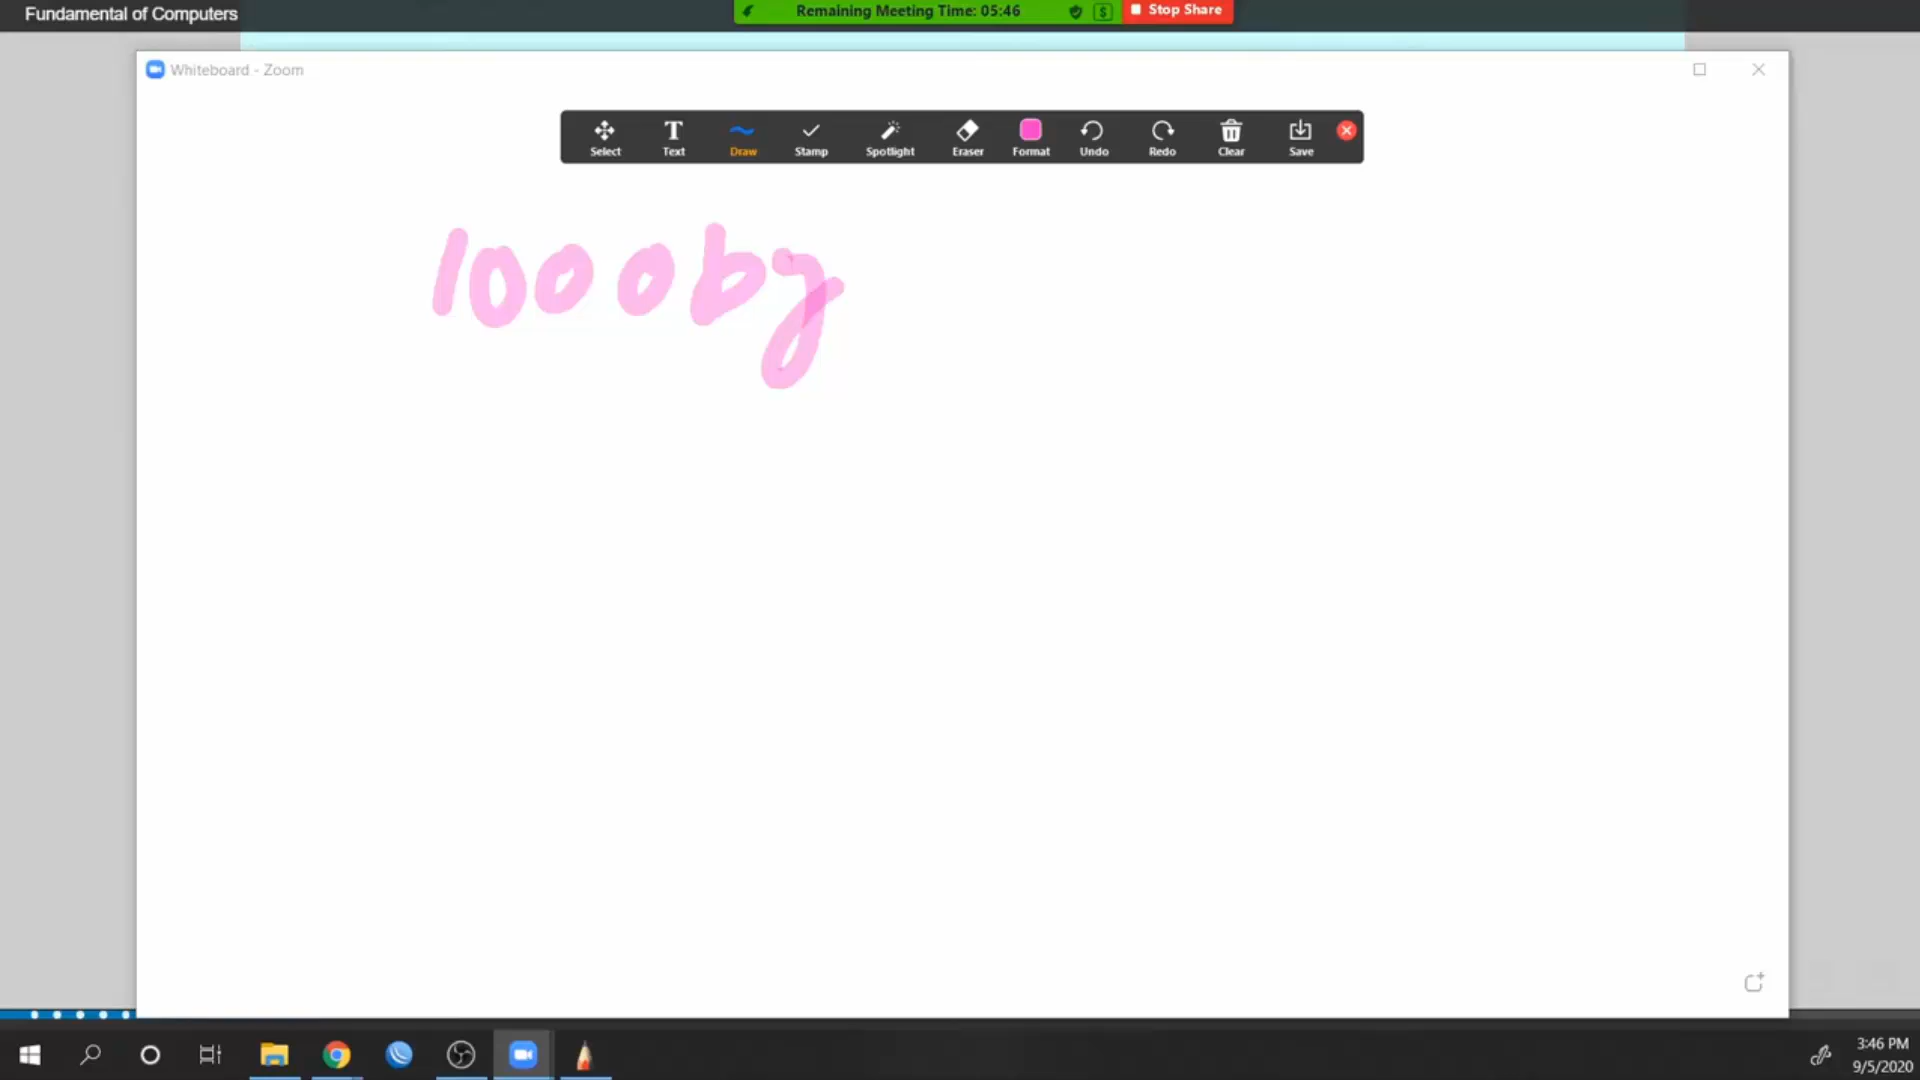 Fundamental of Computers
Remaining Meeting Time: 05:46
Stop Share
Whiteboard - Zoom
Select Text Draw Stamp Spotlight Eraser Format Undo Redo Clear Save
1000by
3:46 PM
9/5/2020